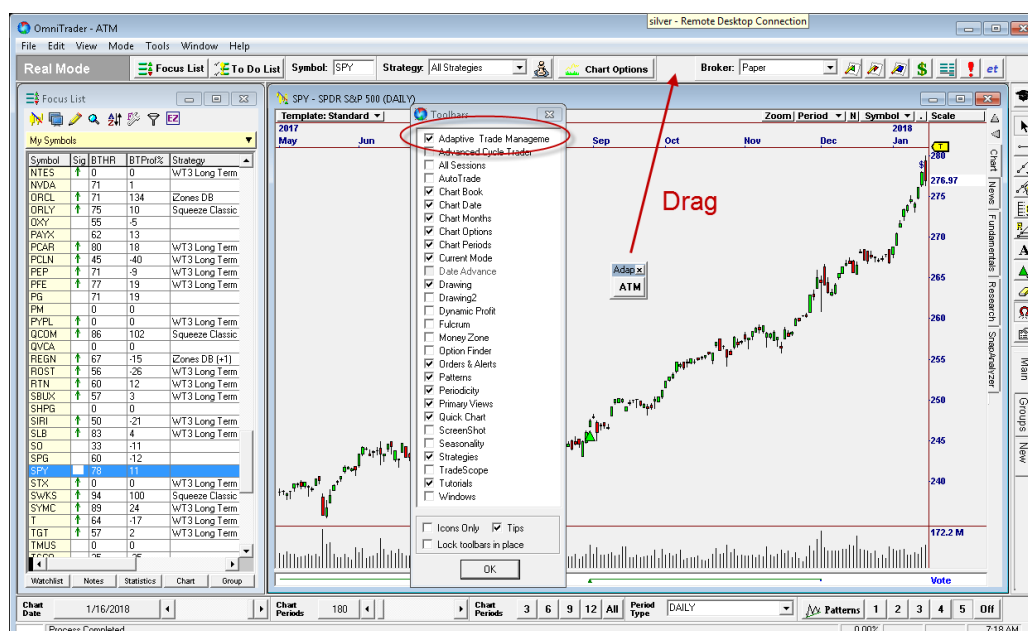 silver - Remote Desktop Connection
OmniTrader - ATM
File Edit View Mode Tools Window Help
Real Mode Focus List To Do List Symbol: SPY Strategy: All Strategies Chart Options Broker: Paper $ ! et
Focus List
My Symbols
Symbol Sig BTHR BTProf% Strategy
NTES 0 0 WT3 Long Term
NVDA 71 1
ORCL 71 134 iZones DB
ORLY 75 10 Squeeze Classic
OXY 55 -5
PAYX 62 13
PCAR 80 18 WT3 Long Term
PCLN 45 -40 WT3 Long Term
PEP 71 -9 WT3 Long Term
PFE 77 19 WT3 Long Term
PG 71 19
PM 0 0
PYPL 0 0 WT3 Long Term
QCOM 86 102 Squeeze Classic
QVCA 0 0
REGN 67 -15 iZones DB (+1)
ROST 56 -26 WT3 Long Term
RTN 60 12 WT3 Long Term
SBUX 57 3 WT3 Long Term
SHPG 0 0
SIRI 50 -21 WT3 Long Term
SLB 83 4 WT3 Long Term
SO 33 -11
SPG 60 -12
SPY 78 11
STX 0 0 WT3 Long Term
SWKS 94 100 Squeeze Classic
SYMC 89 24 WT3 Long Term
T 64 -17 WT3 Long Term
TGT 57 2 WT3 Long Term
TMUS 0 0
Watchlist Notes Statistics Chart Group
SPY - SPDR S&P 500 (DAILY)
Template: Standard Zoom Period N Symbol . Scale
2017 2018
May Jun Sep Oct Nov Dec Jan
T
280
$
276.97
275
270
265
260
255
250
245
240
172.2 M
Vote
Toolbars
Adaptive Trade Manageme
Advanced Cycle Trader
All Sessions
AutoTrade
Chart Book
Chart Date
Chart Months
Chart Options
Chart Periods
Current Mode
Date Advance
Drawing
Drawing2
Dynamic Profit
Fulcrum
Money Zone
Option Finder
Orders & Alerts
Patterns
Periodicity
Primary Views
Quick Chart
ScreenShot
Seasonality
Strategies
TradeScope
Tutorials
Windows
Icons Only Tips
Lock toolbars in place
OK
Drag
Adap x
ATM
Chart
News
Fundamentals
Research
SnapAnalyzer
A
Main
Groups
New
Chart Date 1/16/2018 Chart Periods 180 Chart Periods 3 6 9 12 All Period Type DAILY Patterns 1 2 3 4 5 Off
Process Completed 0.00% 7:18 AM